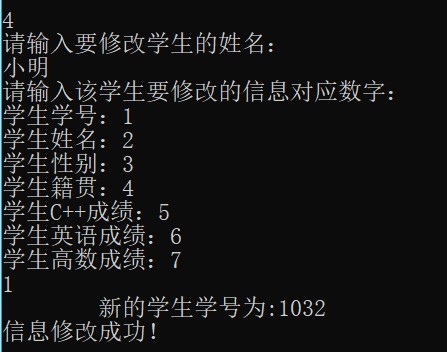 4
请输入要修改学生的姓名:
小明
请输入该学生要修改的信息对应数字:
学生学号: 1
学生姓名: 2
学生性别: 3
学生籍贯: 4
学生C++成绩: 5
学生英语成绩: 6
学生高数成绩: 7
1
新的学生学号为:1032
信息修改成功!